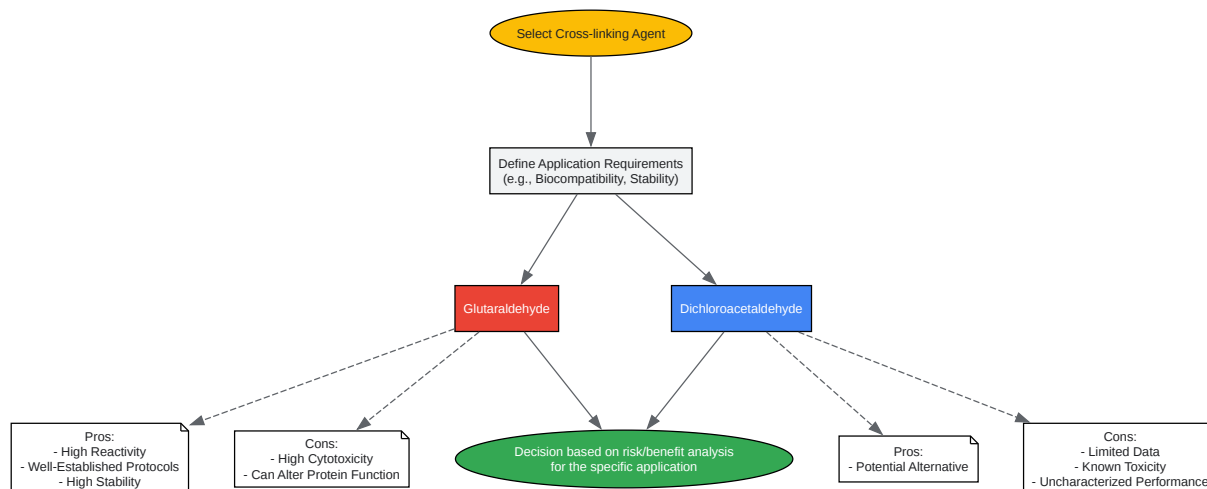 Select Cross-linking Agent
Define Application Requirements
(e.g., Biocompatibility, Stability)
Glutaraldehyde
Dichloroacetaldehyde
Pros:
- High Reactivity
- Well-Established Protocols
- High Stability
Cons:
- High Cytotoxicity
- Can Alter Protein Function
Decision based on risk/benefit analysis
for the specific application
Pros:
- Potential Alternative
Cons:
- Limited Data
- Known Toxicity
- Uncharacterized Performance